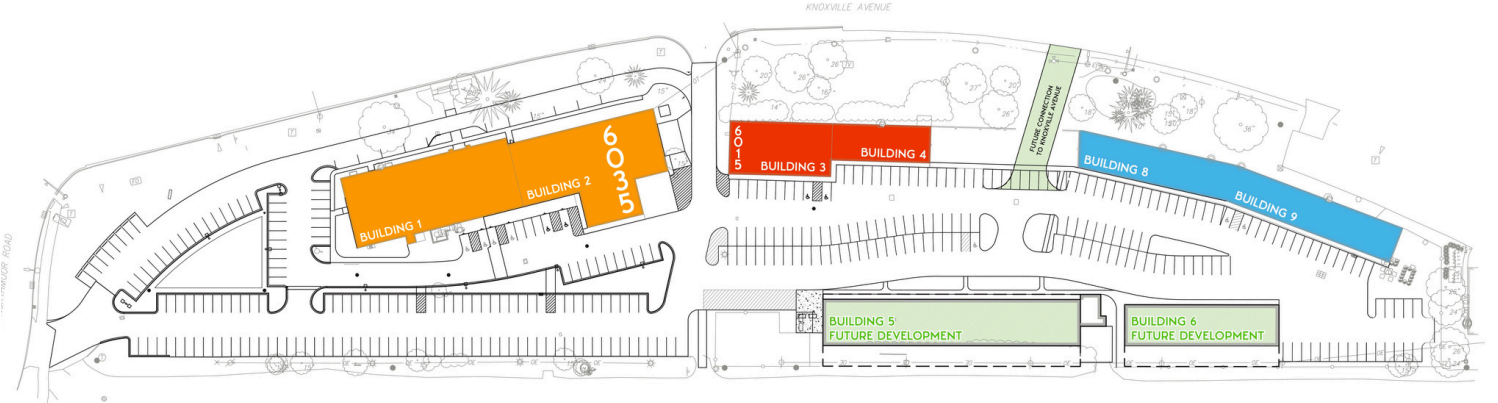 KNOXVILLE AVENUE
6035
BUILDING 1
BUILDING 2
6015
BUILDING 3
BUILDING 4
FUTURE CONNECTION
TO KNOXVILLE AVENUE
BUILDING 8
BUILDING 9
BUILDING 5
FUTURE DEVELOPMENT
BUILDING 6
FUTURE DEVELOPMENT
ROAD